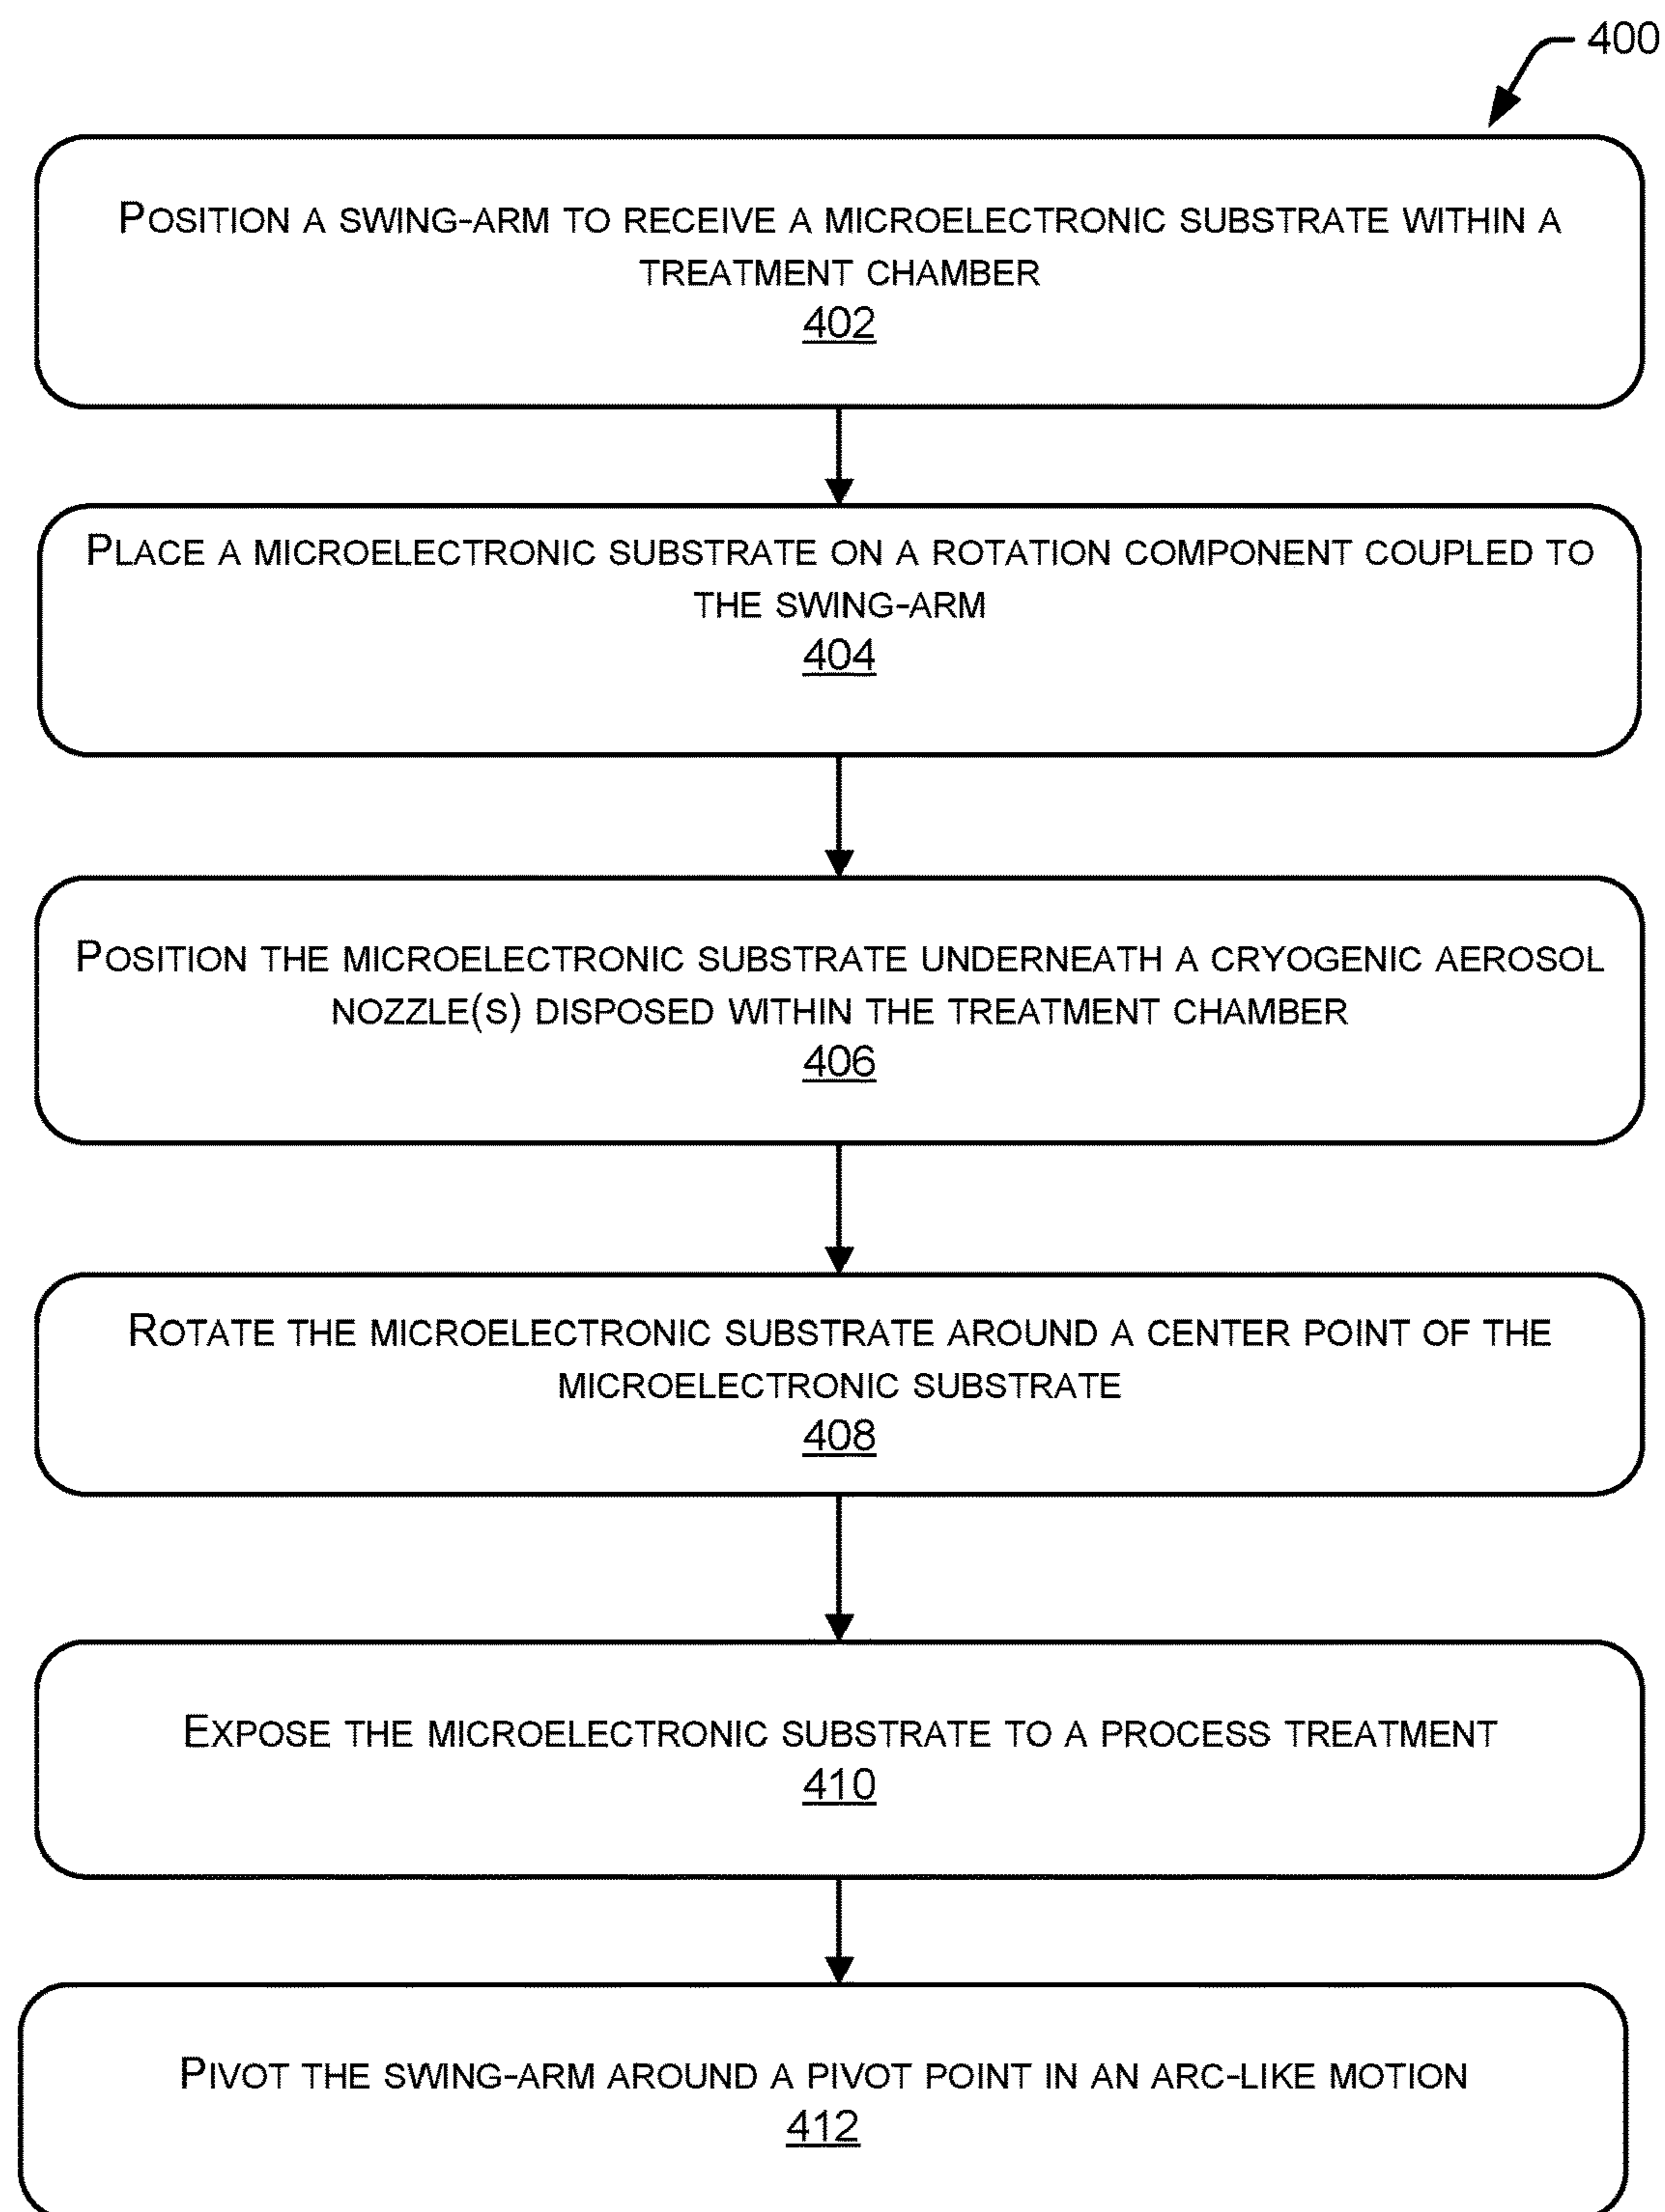 400
POSITION A SWING-ARM TO RECEIVE A MICROELECTRONIC SUBSTRATE WITHIN A
TREATMENT CHAMBER
402
PLACE A MICROELECTRONIC SUBSTRATE ON A ROTATION COMPONENT COUPLED TO
THE SWING-ARM
404
POSITION THE MICROELECTRONIC SUBSTRATE UNDERNEATH A CRYOGENIC AEROSOL
NOZZLE(S) DISPOSED WITHIN THE TREATMENT CHAMBER
406
ROTATE THE MICROELECTRONIC SUBSTRATE AROUND A CENTER POINT OF THE
MICROELECTRONIC SUBSTRATE
408
EXPOSE THE MICROELECTRONIC SUBSTRATE TO A PROCESS TREATMENT
410
PIVOT THE SWING-ARM AROUND A PIVOT POINT IN AN ARC-LIKE MOTION
412